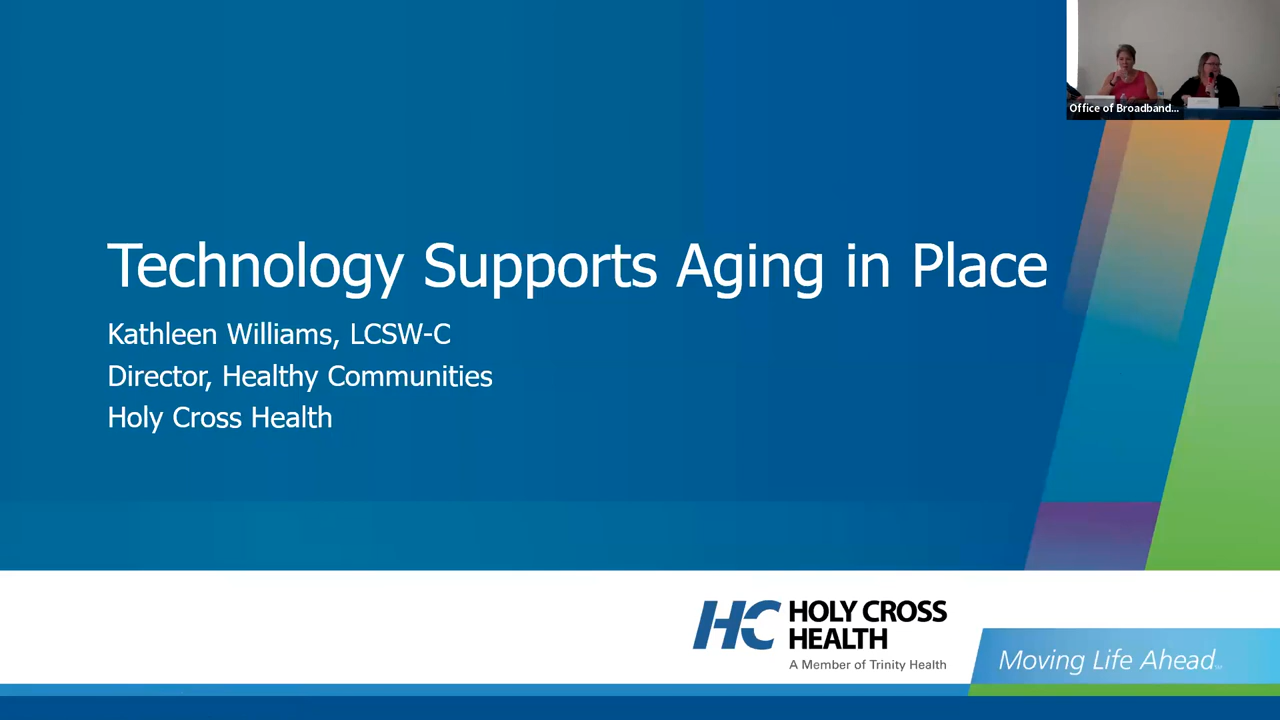 Office of Broadband...
Technology Supports Aging in Place
Kathleen Williams, LCSW-C
Director, Healthy Communities
Holy Cross Health
HC HOLY CROSS
HEALTH
A Member of Trinity Health
Moving Life Ahead℠